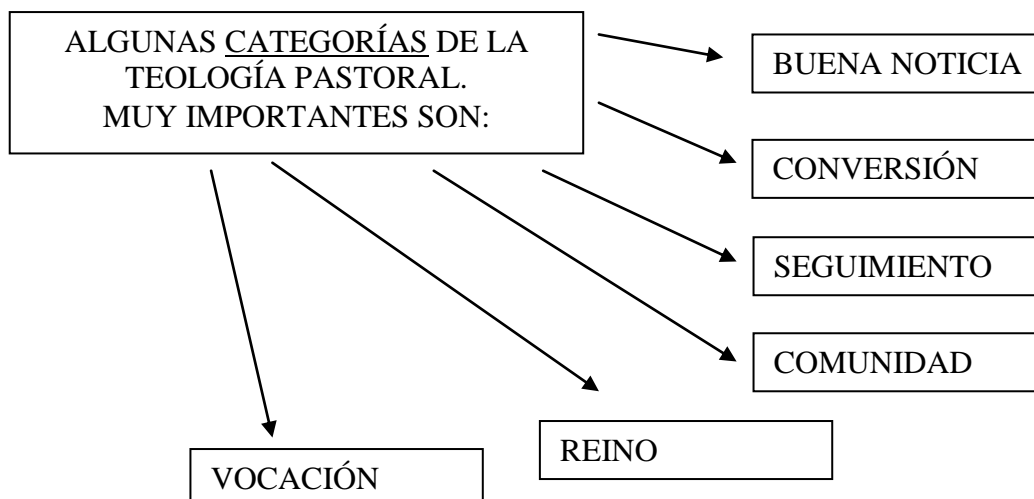 ALGUNAS CATEGORÍAS DE LA
TEOLOGÍA PASTORAL.
MUY IMPORTANTES SON:
BUENA NOTICIA
CONVERSIÓN
SEGUIMIENTO
COMUNIDAD
REINO
VOCACIÓN